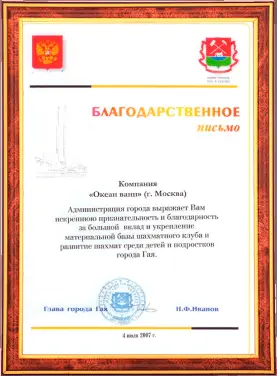 БЛАГОДАРСТВЕННОЕ
письмо
Компания
«Океан ванн» (г. Москва)
Администрация города выражает Вам
искреннюю признательность и благодарность
за большой вклад и укрепление
материальной базы шахматного клуба и
развитие шахмат среди детей и подростков
города Гая.
Глава города Гая Н.Ф.Иванов
4 июля 2007 г.